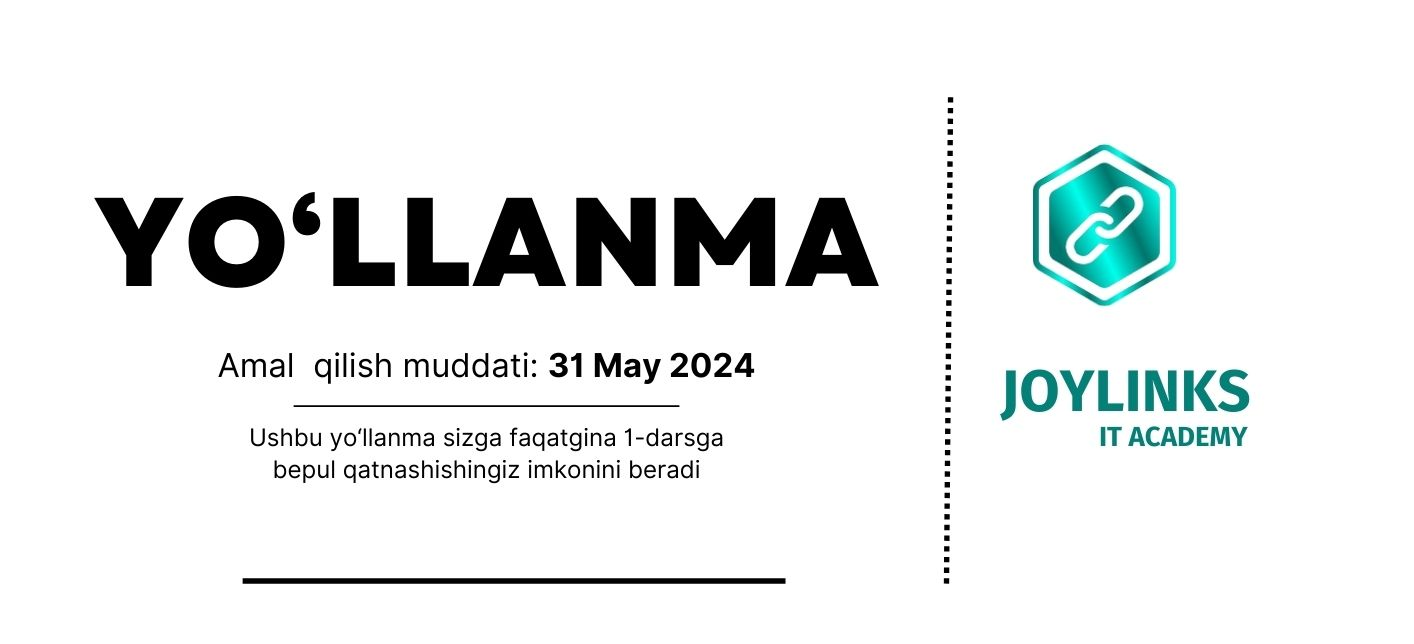 YO‘LLANMA
Amal  qilish muddati: 31 May 2024
Ushbu yo‘llanma sizga faqatgina 1-darsga
bepul qatnashishingiz imkonini beradi
JOYLINKS
IT ACADEMY